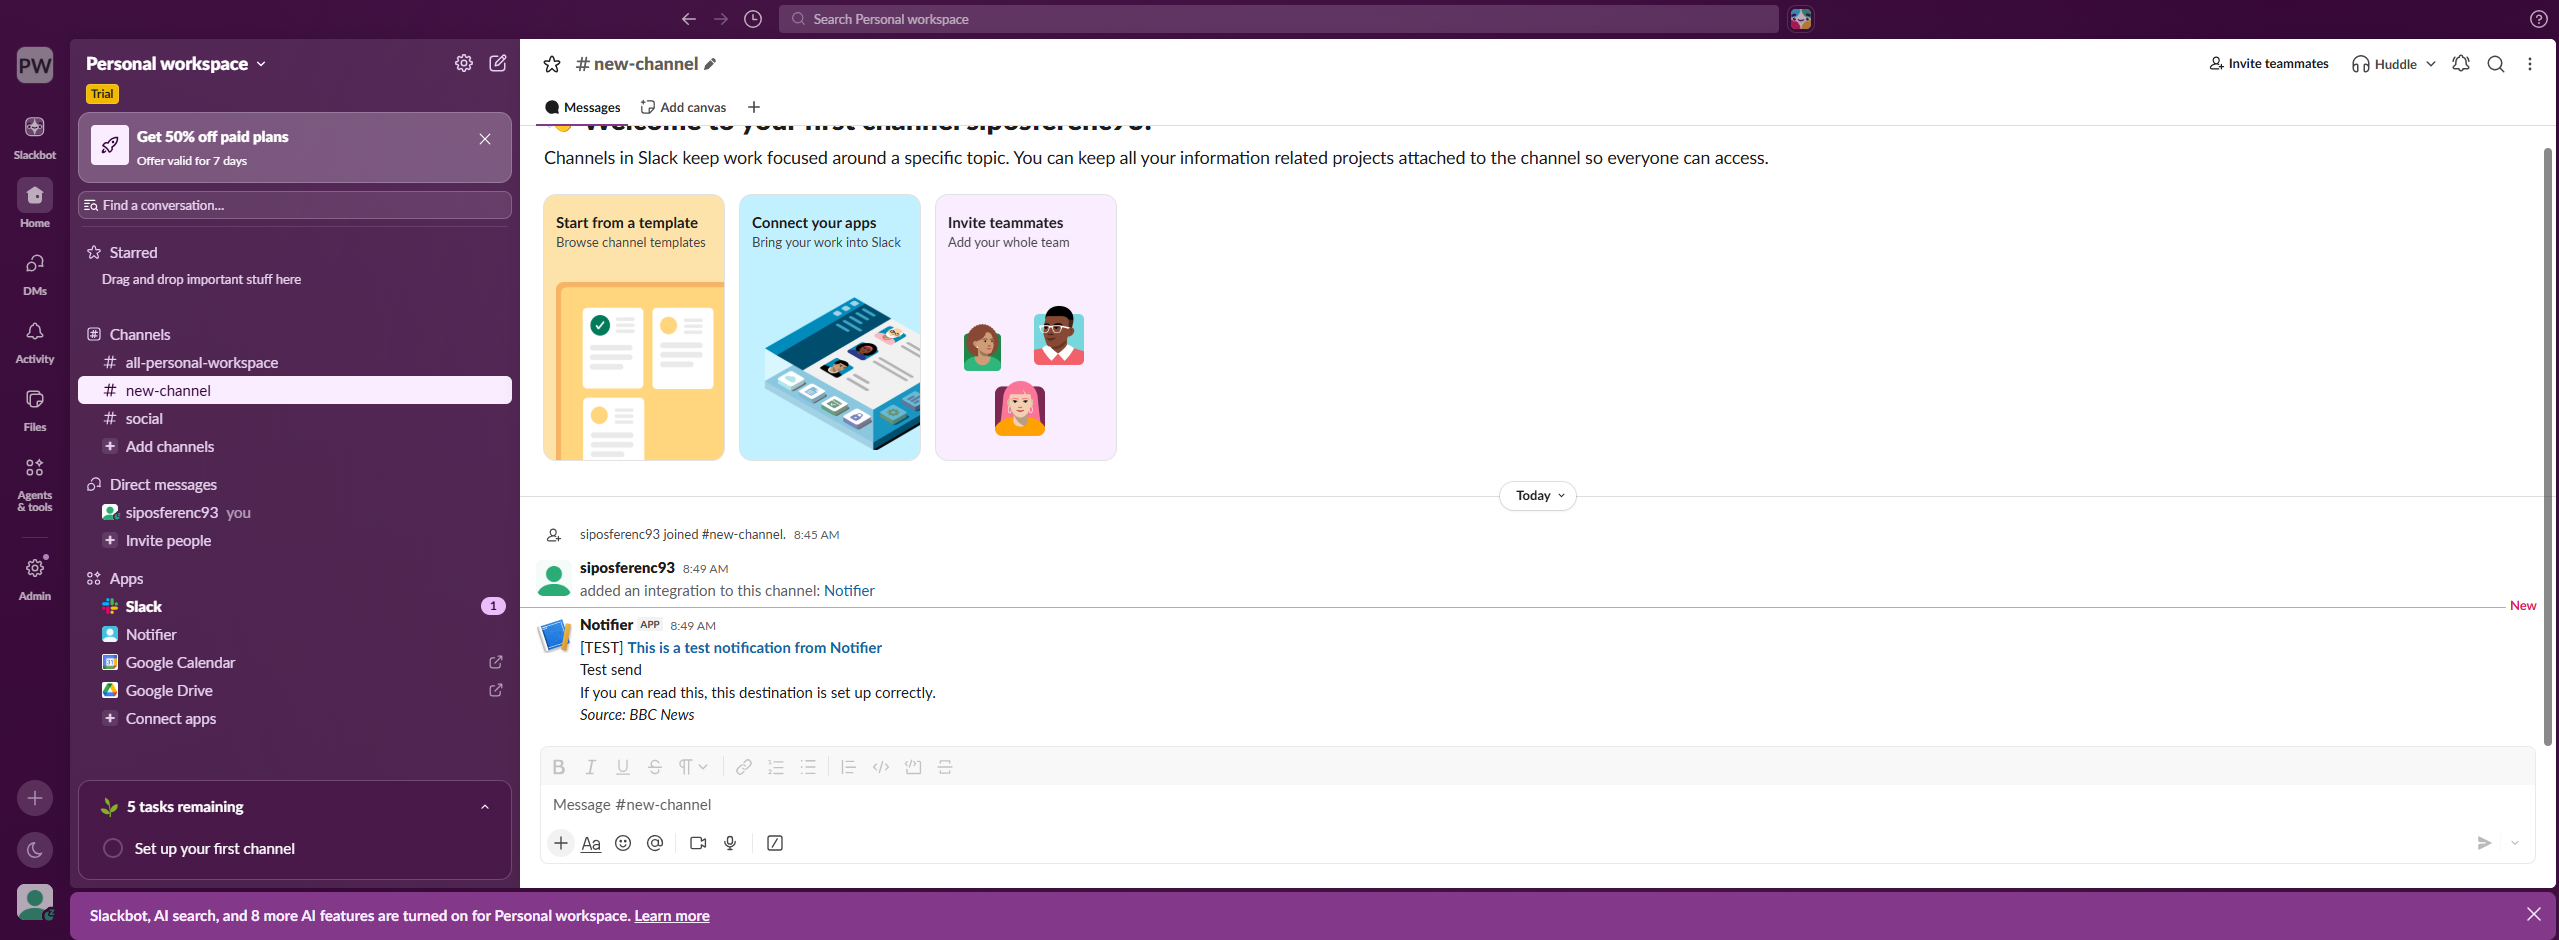 Search Personal workspace
PW
Slackbot
Home
DMs
Activity
Files
Agents
& tools
Admin
Personal workspace
Trial
Get 50% off paid plans
Offer valid for 7 days
Find a conversation...
Starred
Drag and drop important stuff here
Channels
# all-personal-workspace
# new-channel
# social
Add channels
Direct messages
siposferenc93 you
Invite people
Apps
Slack 1
Notifier
Google Calendar
Google Drive
Connect apps
5 tasks remaining
Set up your first channel
# new-channel
Invite teammates
Huddle
Messages
Add canvas
Welcome to your first channel siposferenc93!
Channels in Slack keep work focused around a specific topic. You can keep all your information related projects attached to the channel so everyone can access.
Start from a template
Browse channel templates
Connect your apps
Bring your work into Slack
Invite teammates
Add your whole team
Today
siposferenc93 joined #new-channel. 8:45 AM
siposferenc93 8:49 AM
added an integration to this channel: Notifier
New
Notifier APP 8:49 AM
[TEST] This is a test notification from Notifier
Test send
If you can read this, this destination is set up correctly.
Source: BBC News
Message #new-channel
Aa
Slackbot, AI search, and 8 more AI features are turned on for Personal workspace. Learn more